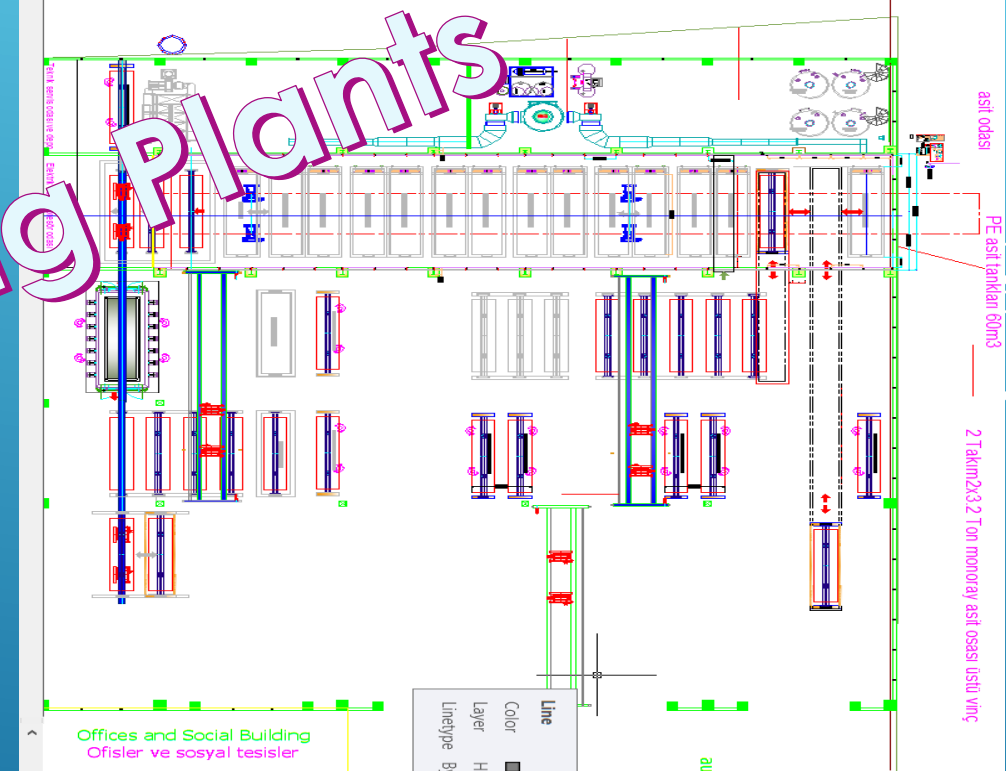 g Plants
asit odası
PE asit tankları 60m3
2 Takım2x3.2 Ton monoray asit odası üstü vinç
Line
Color
Layer H
Linetype B
Offices and Social Building
Ofisler ve sosyal tesisler
au